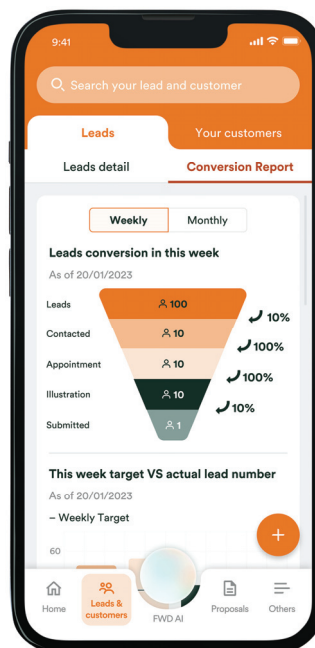 9:41
Search your lead and customer
Leads Your customers
Leads detail Conversion Report
Weekly Monthly
Leads conversion in this week
As of 20/01/2023
Leads 100
10%
Contacted 10
100%
Appointment 10
100%
Illustration 10
10%
Submitted 1
This week target VS actual lead number
As of 20/01/2023
– Weekly Target
+
60
Home Leads & customers FWD AI Proposals Others